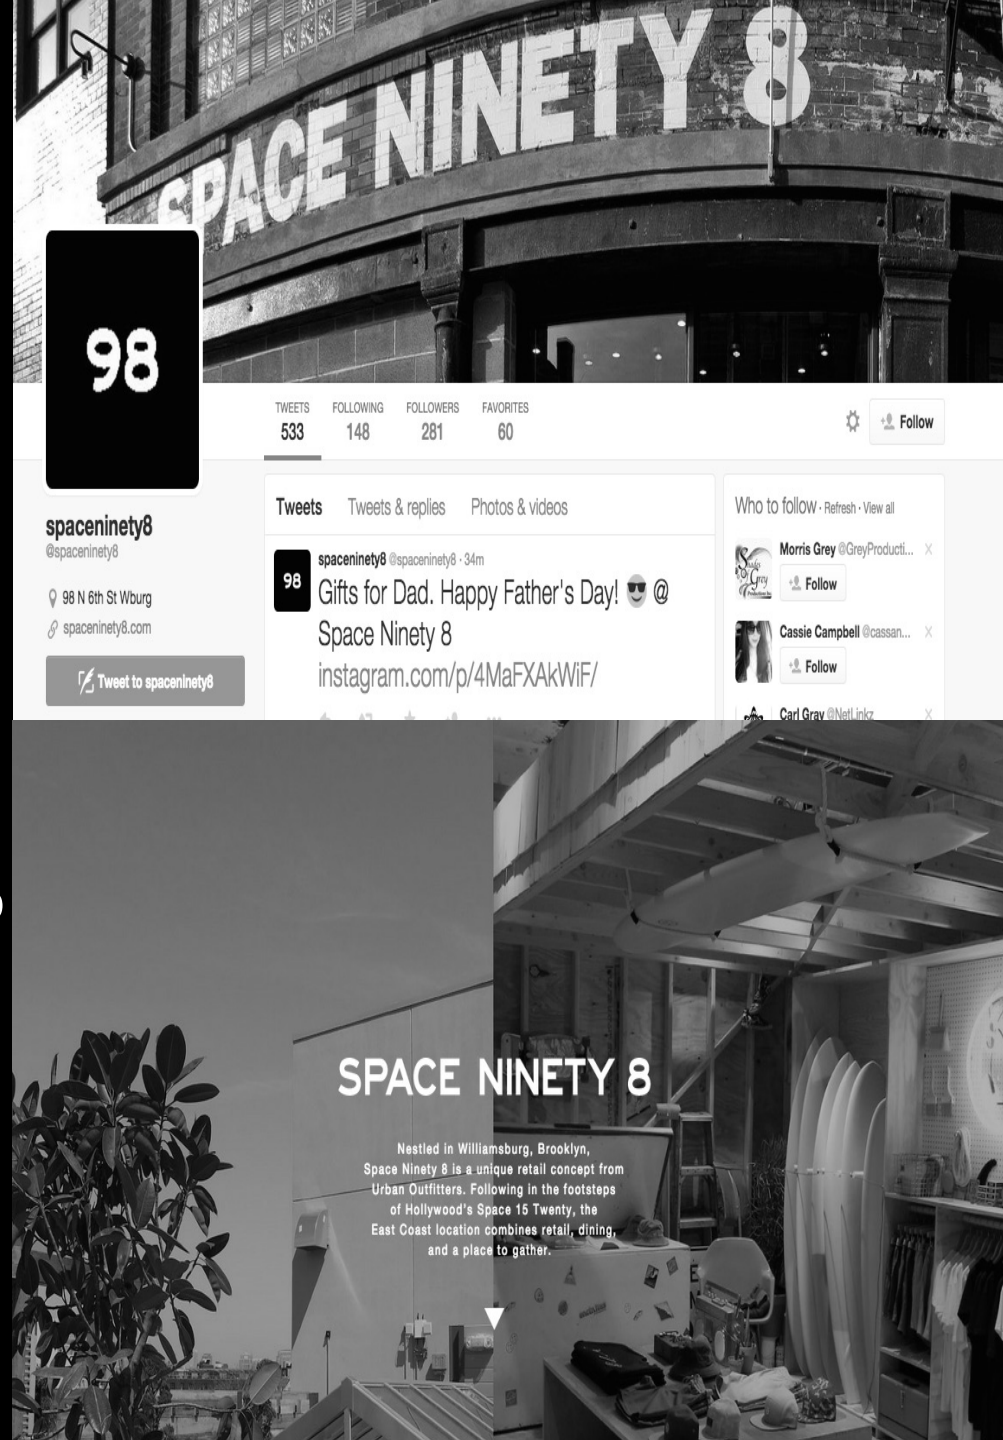 SPACE NINETY 8
98
TWEETS
533
FOLLOWING
148
FOLLOWERS
281
FAVORITES
60
Follow
spaceninety8
@spaceninety8
98 N 6th St Wburg
spaceninety8.com
Tweet to spaceninety8
Tweets Tweets & replies Photos & videos
98
spaceninety8 @spaceninety8 · 34m
Gifts for Dad. Happy Father's Day! 😎 @
Space Ninety 8
instagram.com/p/4MaFXAkWiF/
Who to follow · Refresh · View all
Shades
Grey
Morris Grey @GreyProducti... X
Follow
Cassie Campbell @cassan... X
Follow
Carl Gray @NetLinkz X
SPACE NINETY 8
Nestled in Williamsburg, Brooklyn,
Space Ninety 8 is a unique retail concept from
Urban Outfitters. Following in the footsteps
of Hollywood's Space 15 Twenty, the
East Coast location combines retail, dining,
and a place to gather.